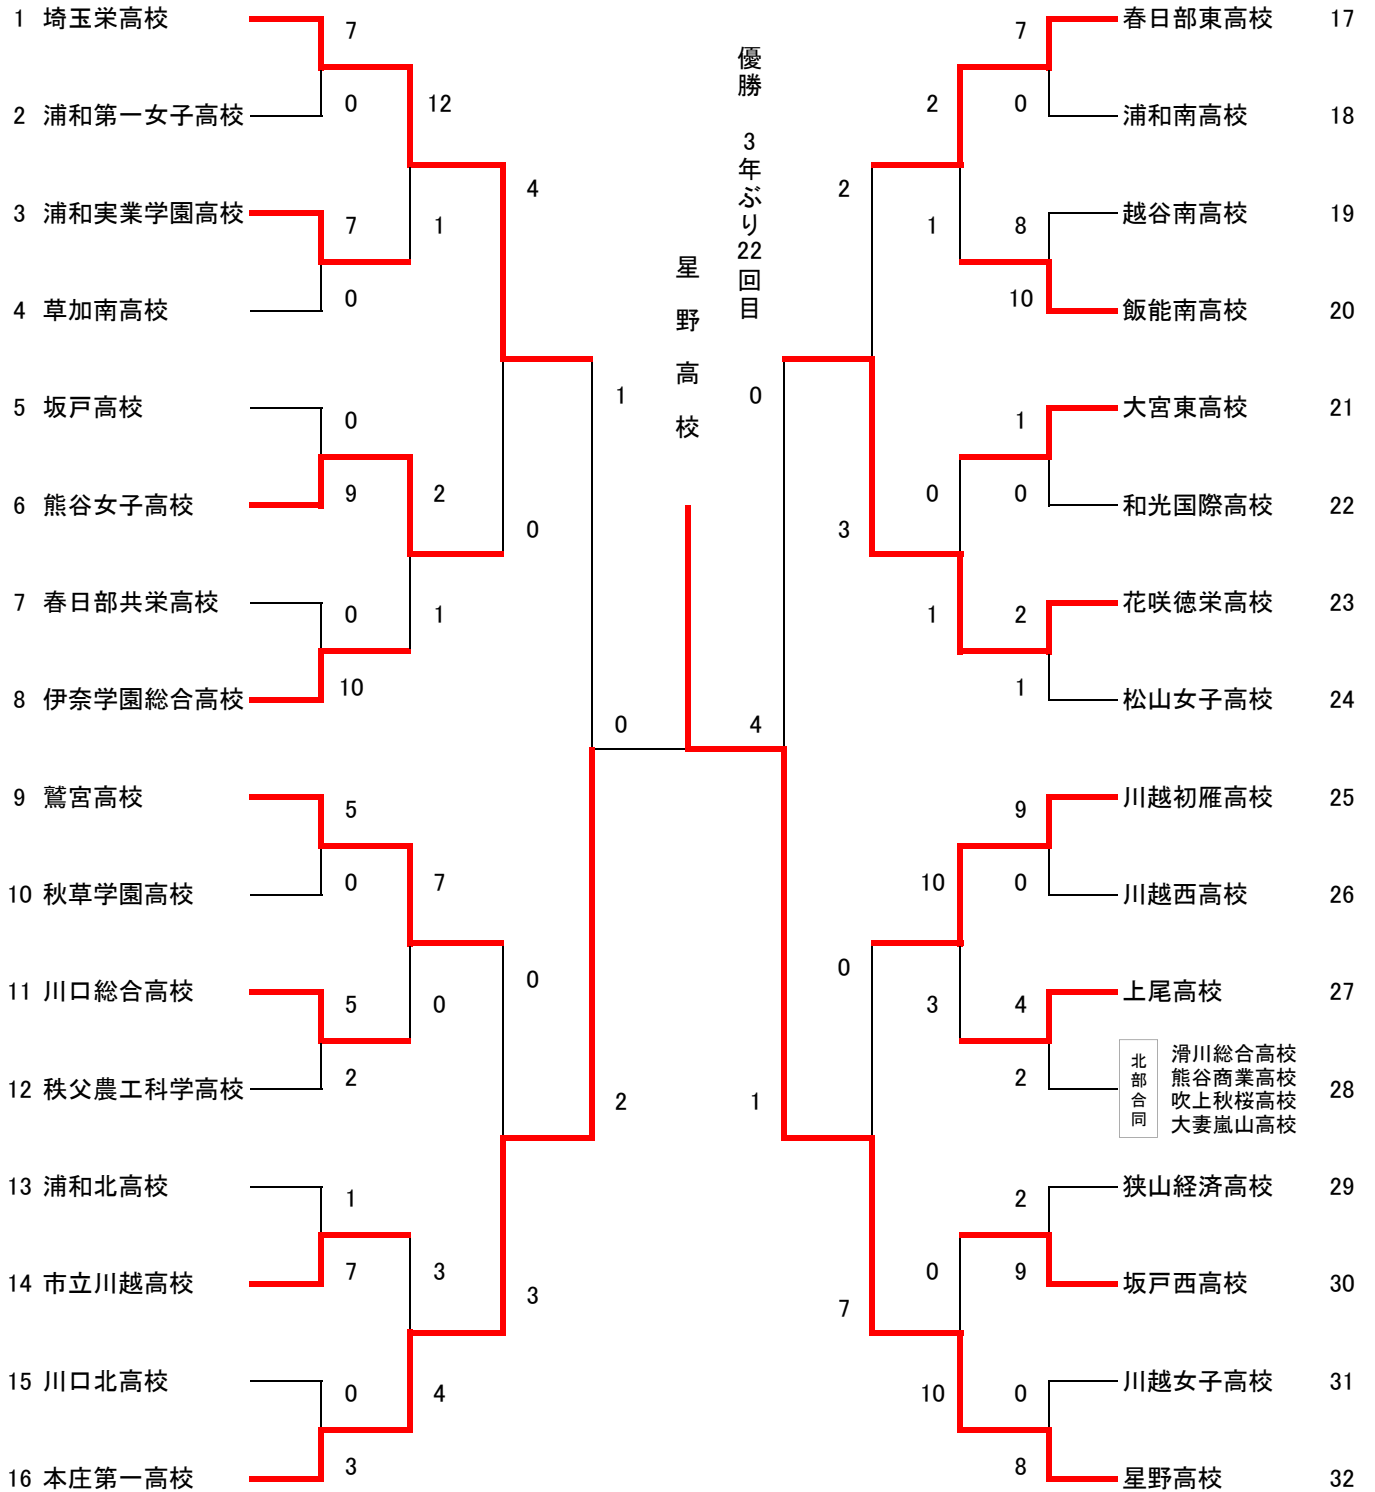 1 埼玉栄高校
7
0
2 浦和第一女子高校
12
3 浦和実業学園高校
7
1
0
4 草加南高校
4
5 坂戸高校
0
9
2
6 熊谷女子高校
0
7 春日部共栄高校
0
1
10
8 伊奈学園総合高校
1
0
9 鷲宮高校
5
0
7
10 秋草学園高校
0
11 川口総合高校
5
0
2
12 秩父農工科学高校
2
13 浦和北高校
1
7
3
14 市立川越高校
3
15 川口北高校
0
4
3
16 本庄第一高校
優勝 3年ぶり22回目
星野高校
0
4
1
春日部東高校 17
7
0
2
浦和南高校 18
2
越谷南高校 19
8
1
10
飯能南高校 20
大宮東高校 21
1
0
0
和光国際高校 22
3
花咲徳栄高校 23
2
1
1
松山女子高校 24
川越初雁高校 25
9
0
10
川越西高校 26
0
上尾高校 27
4
3
2
北部合同
滑川総合高校
熊谷商業高校
吹上秋桜高校
大妻嵐山高校
28
狭山経済高校 29
2
9
0
坂戸西高校 30
7
川越女子高校 31
0
10
8
星野高校 32